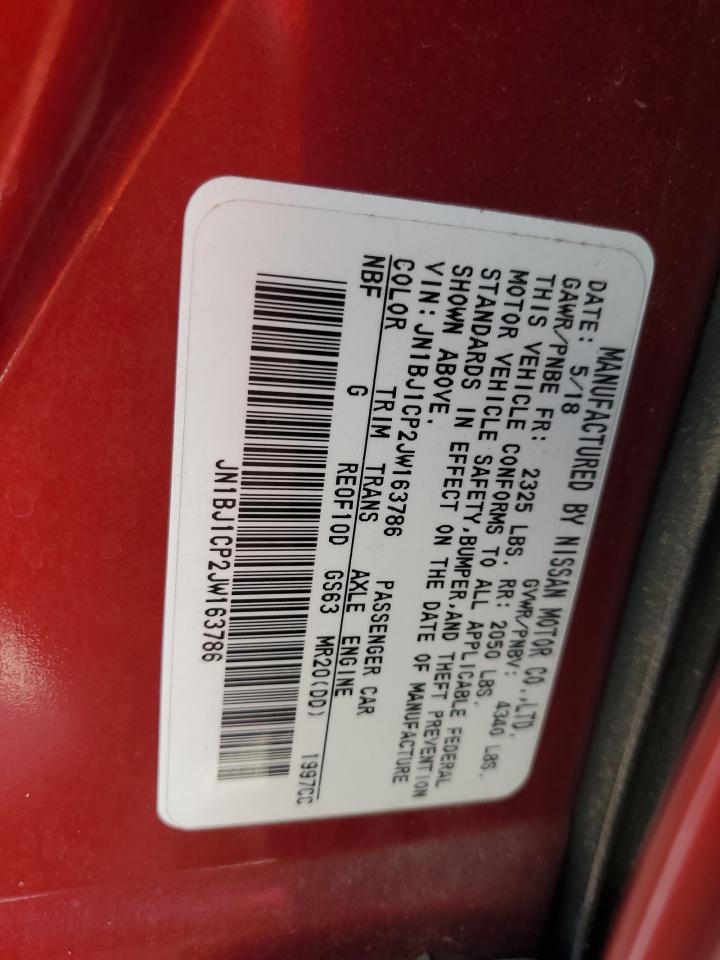 MANUFACTURED BY NISSAN MOTOR CO.,LTD.
DATE: 5/18 GVWR/PNBV: 4340 LBS.
GAWR/PNBE FR: 2325 LBS. RR: 2050 LBS.
THIS VEHICLE CONFORMS TO ALL APPLICABLE FEDERAL
MOTOR VEHICLE SAFETY,BUMPER,AND THEFT PREVENTION
STANDARDS IN EFFECT ON THE DATE OF MANUFACTURE
SHOWN ABOVE.
VIN:JN1BJ1CP2JW163786 PASSENGER CAR
COLOR TRIM TRANS AXLE ENGINE
NBF G RE0F10D GS63 MR20(DD) 1997CC
JN1BJ1CP2JW163786